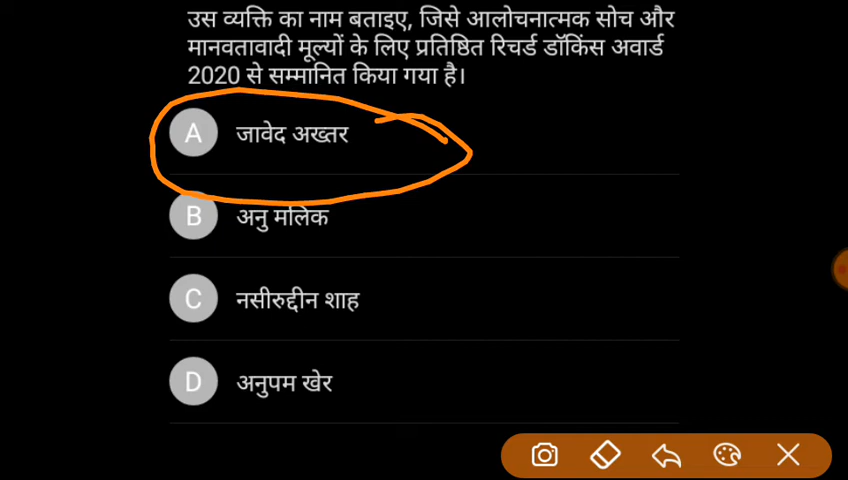 उस व्यक्ति का नाम बताइए, जिसे आलोचनात्मक सोच और
मानवतावादी मूल्यों के लिए प्रतिष्ठित रिचर्ड डॉकिंस अवार्ड
2020 से सम्मानित किया गया है।
A जावेद अख्तर
B अनु मलिक
C नसीरुद्दीन शाह
D अनुपम खेर